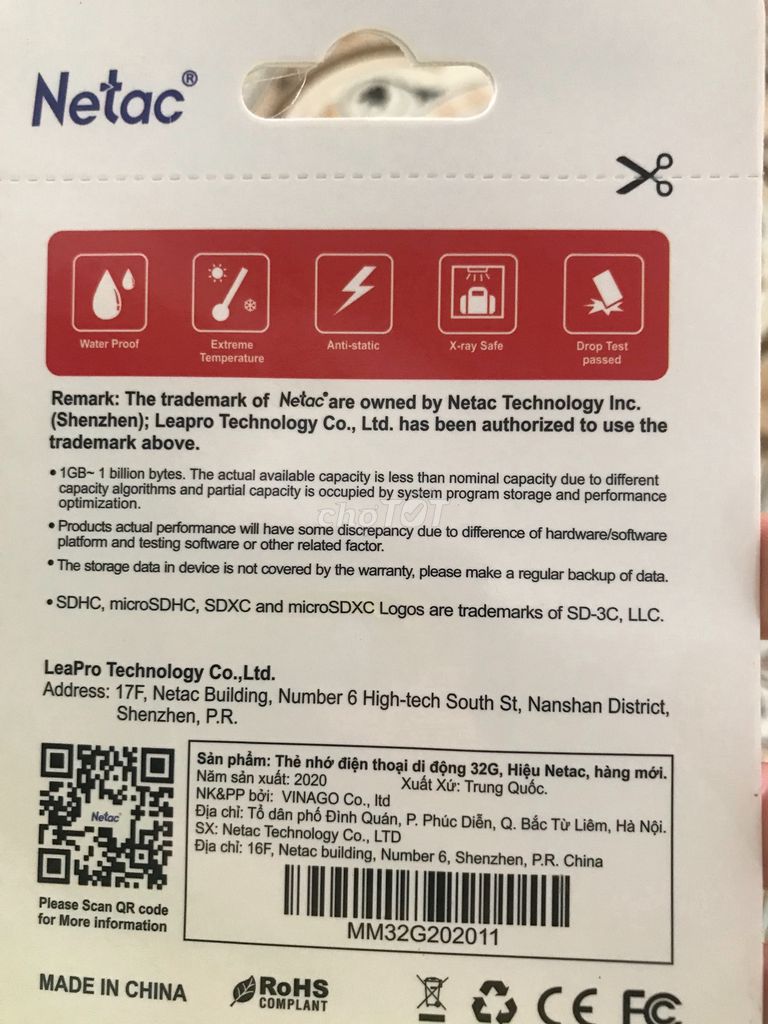 Netac®
Water Proof
Extreme
Temperature
Anti-static
X-ray Safe
Drop Test
passed
Remark: The trademark of Netac® are owned by Netac Technology Inc.
(Shenzhen); Leapro Technology Co., Ltd. has been authorized to use the
trademark above.
• 1GB~ 1 billion bytes. The actual available capacity is less than nominal capacity due to different
capacity algorithms and partial capacity is occupied by system program storage and performance
optimization.
chợTỐT
• Products actual performance will have some discrepancy due to difference of hardware/software
platform and testing software or other related factor.
• The storage data in device is not covered by the warranty, please make a regular backup of data.
• SDHC, microSDHC, SDXC and microSDXC Logos are trademarks of SD-3C, LLC.
LeaPro Technology Co.,Ltd.
Address: 17F, Netac Building, Number 6 High-tech South St, Nanshan District,
Shenzhen, P.R.
Netac
Please Scan QR code
for More information
Sản phẩm: Thẻ nhớ điện thoại di động 32G, Hiệu Netac, hàng mới.
Năm sản xuất: 2020 Xuất Xứ: Trung Quốc.
NK&PP bởi: VINAGO Co., ltd
Địa chỉ: Tổ dân phố Đình Quán, P. Phúc Diễn, Q. Bắc Từ Liêm, Hà Nội.
SX: Netac Technology Co., LTD
Địa chỉ: 16F, Netac building, Number 6, Shenzhen, P.R. China
MM32G202011
MADE IN CHINA
RoHS
COMPLIANT
CE
FC